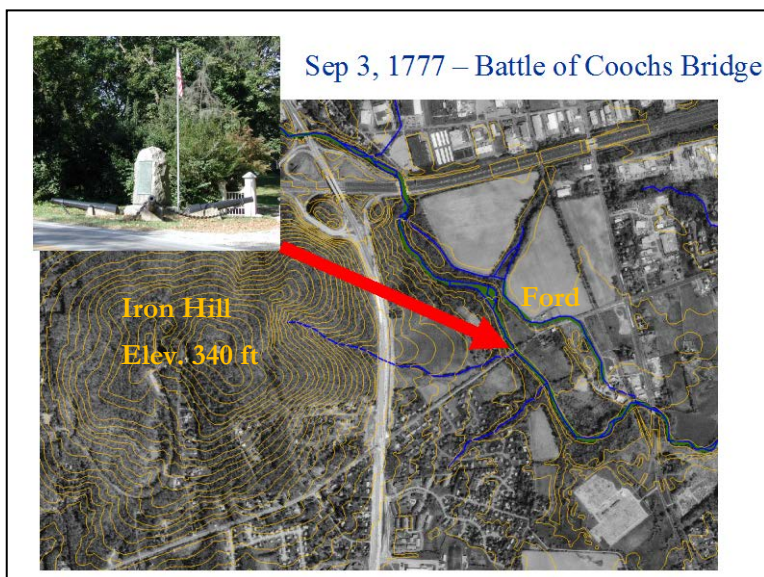 Sep 3, 1777 – Battle of Coochs Bridge
Ford
Iron Hill
Elev. 340 ft